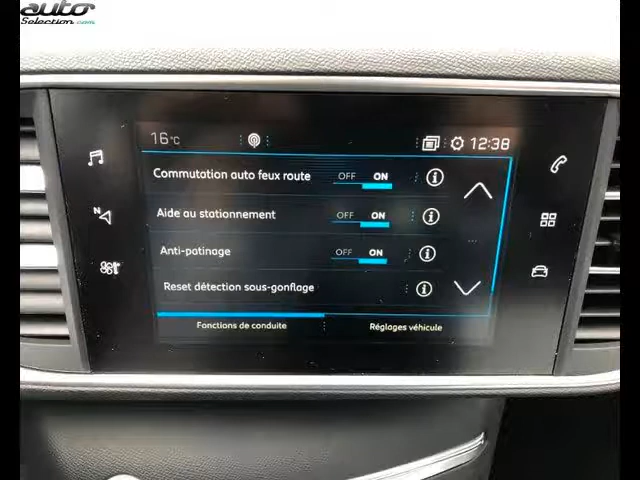 auto
Selection.com
16°C
12:38
Commutation auto feux route OFF ON
Aide au stationnement OFF ON
Anti-patinage OFF ON
Reset détection sous-gonflage
Fonctions de conduite Réglages véhicule
N